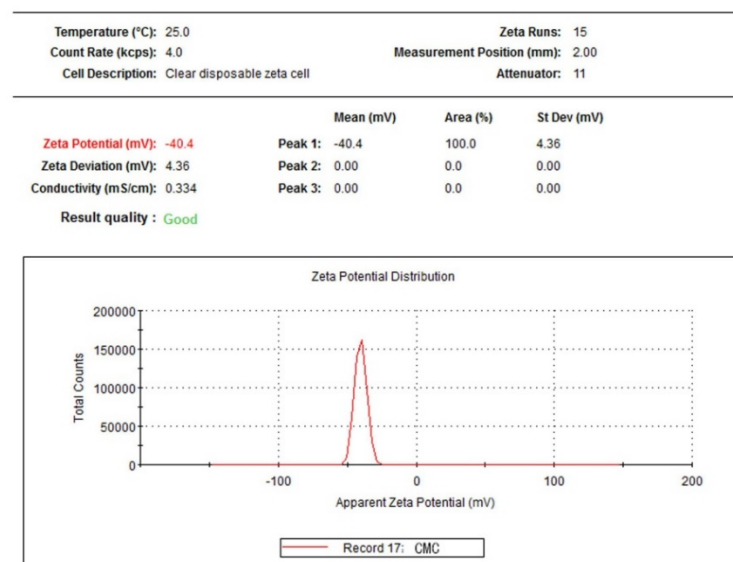 Temperature (°C): 25.0 Zeta Runs: 15
Count Rate (kcps): 4.0 Measurement Position (mm): 2.00
Cell Description: Clear disposable zeta cell Attenuator: 11
Mean (mV) Area (%) St Dev (mV)
Zeta Potential (mV): -40.4 Peak 1: -40.4 100.0 4.36
Zeta Deviation (mV): 4.36 Peak 2: 0.00 0.0 0.00
Conductivity (mS/cm): 0.334 Peak 3: 0.00 0.0 0.00
Result quality : Good
Zeta Potential Distribution
Total Counts
200000
150000
100000
50000
0
-100 0 100 200
Apparent Zeta Potential (mV)
Record 17: CMC